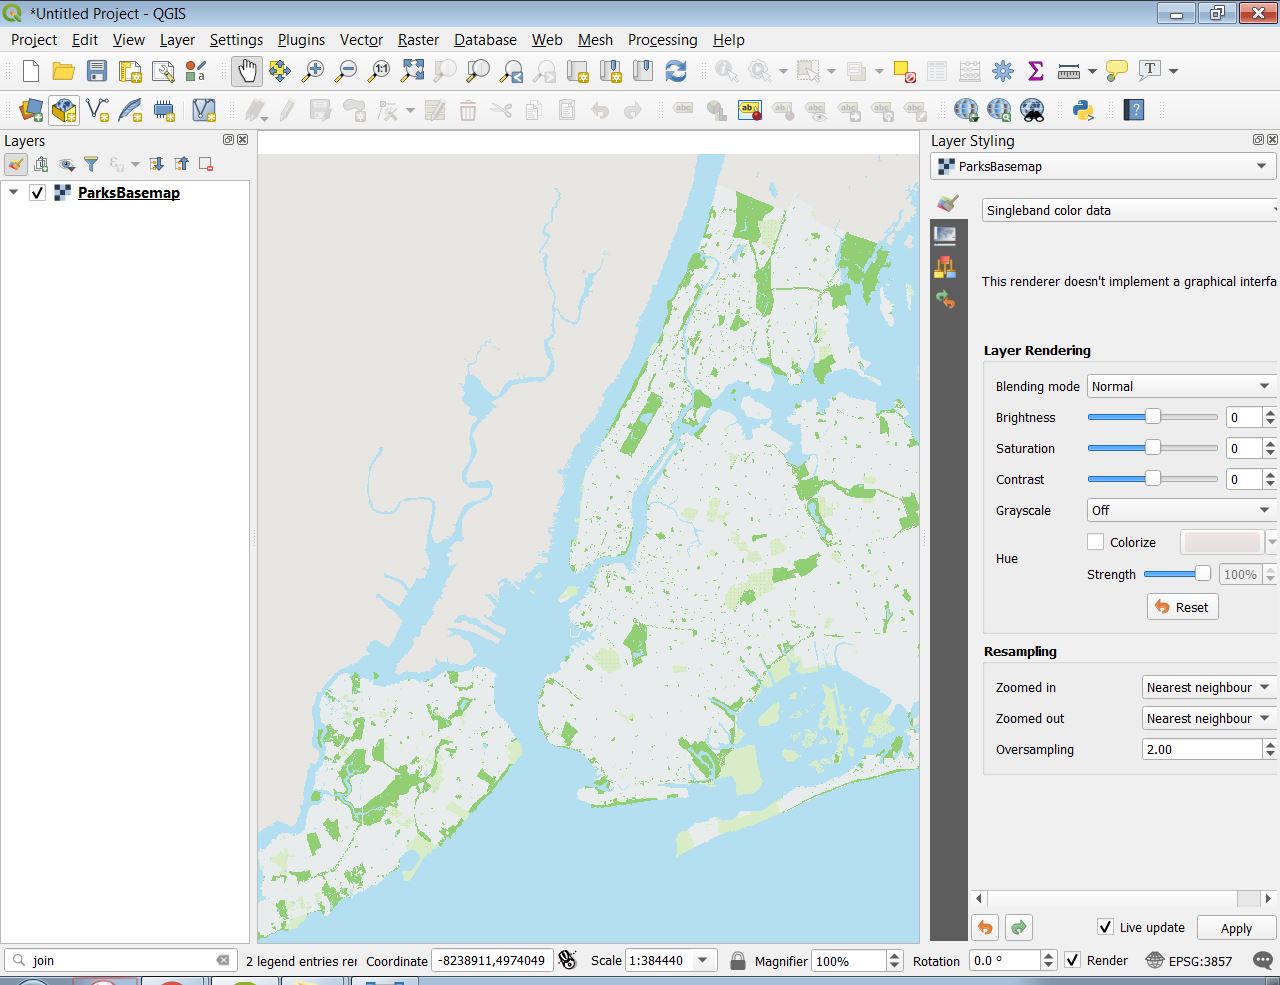 *Untitled Project - QGIS
Project Edit View Layer Settings Plugins Vector Raster Database Web Mesh Processing Help
Layers
ParksBasemap
Layer Styling
ParksBasemap
Singleband color data
This renderer doesn't implement a graphical interfa
Layer Rendering
Blending mode Normal
Brightness 0
Saturation 0
Contrast 0
Grayscale Off
Hue Colorize
Strength 100%
Reset
Resampling
Zoomed in Nearest neighbour
Zoomed out Nearest neighbour
Oversampling 2.00
Live update Apply
join 2 legend entries rer Coordinate -8238911,4974049 Scale 1:384440 Magnifier 100% Rotation 0.0 ° Render EPSG:3857